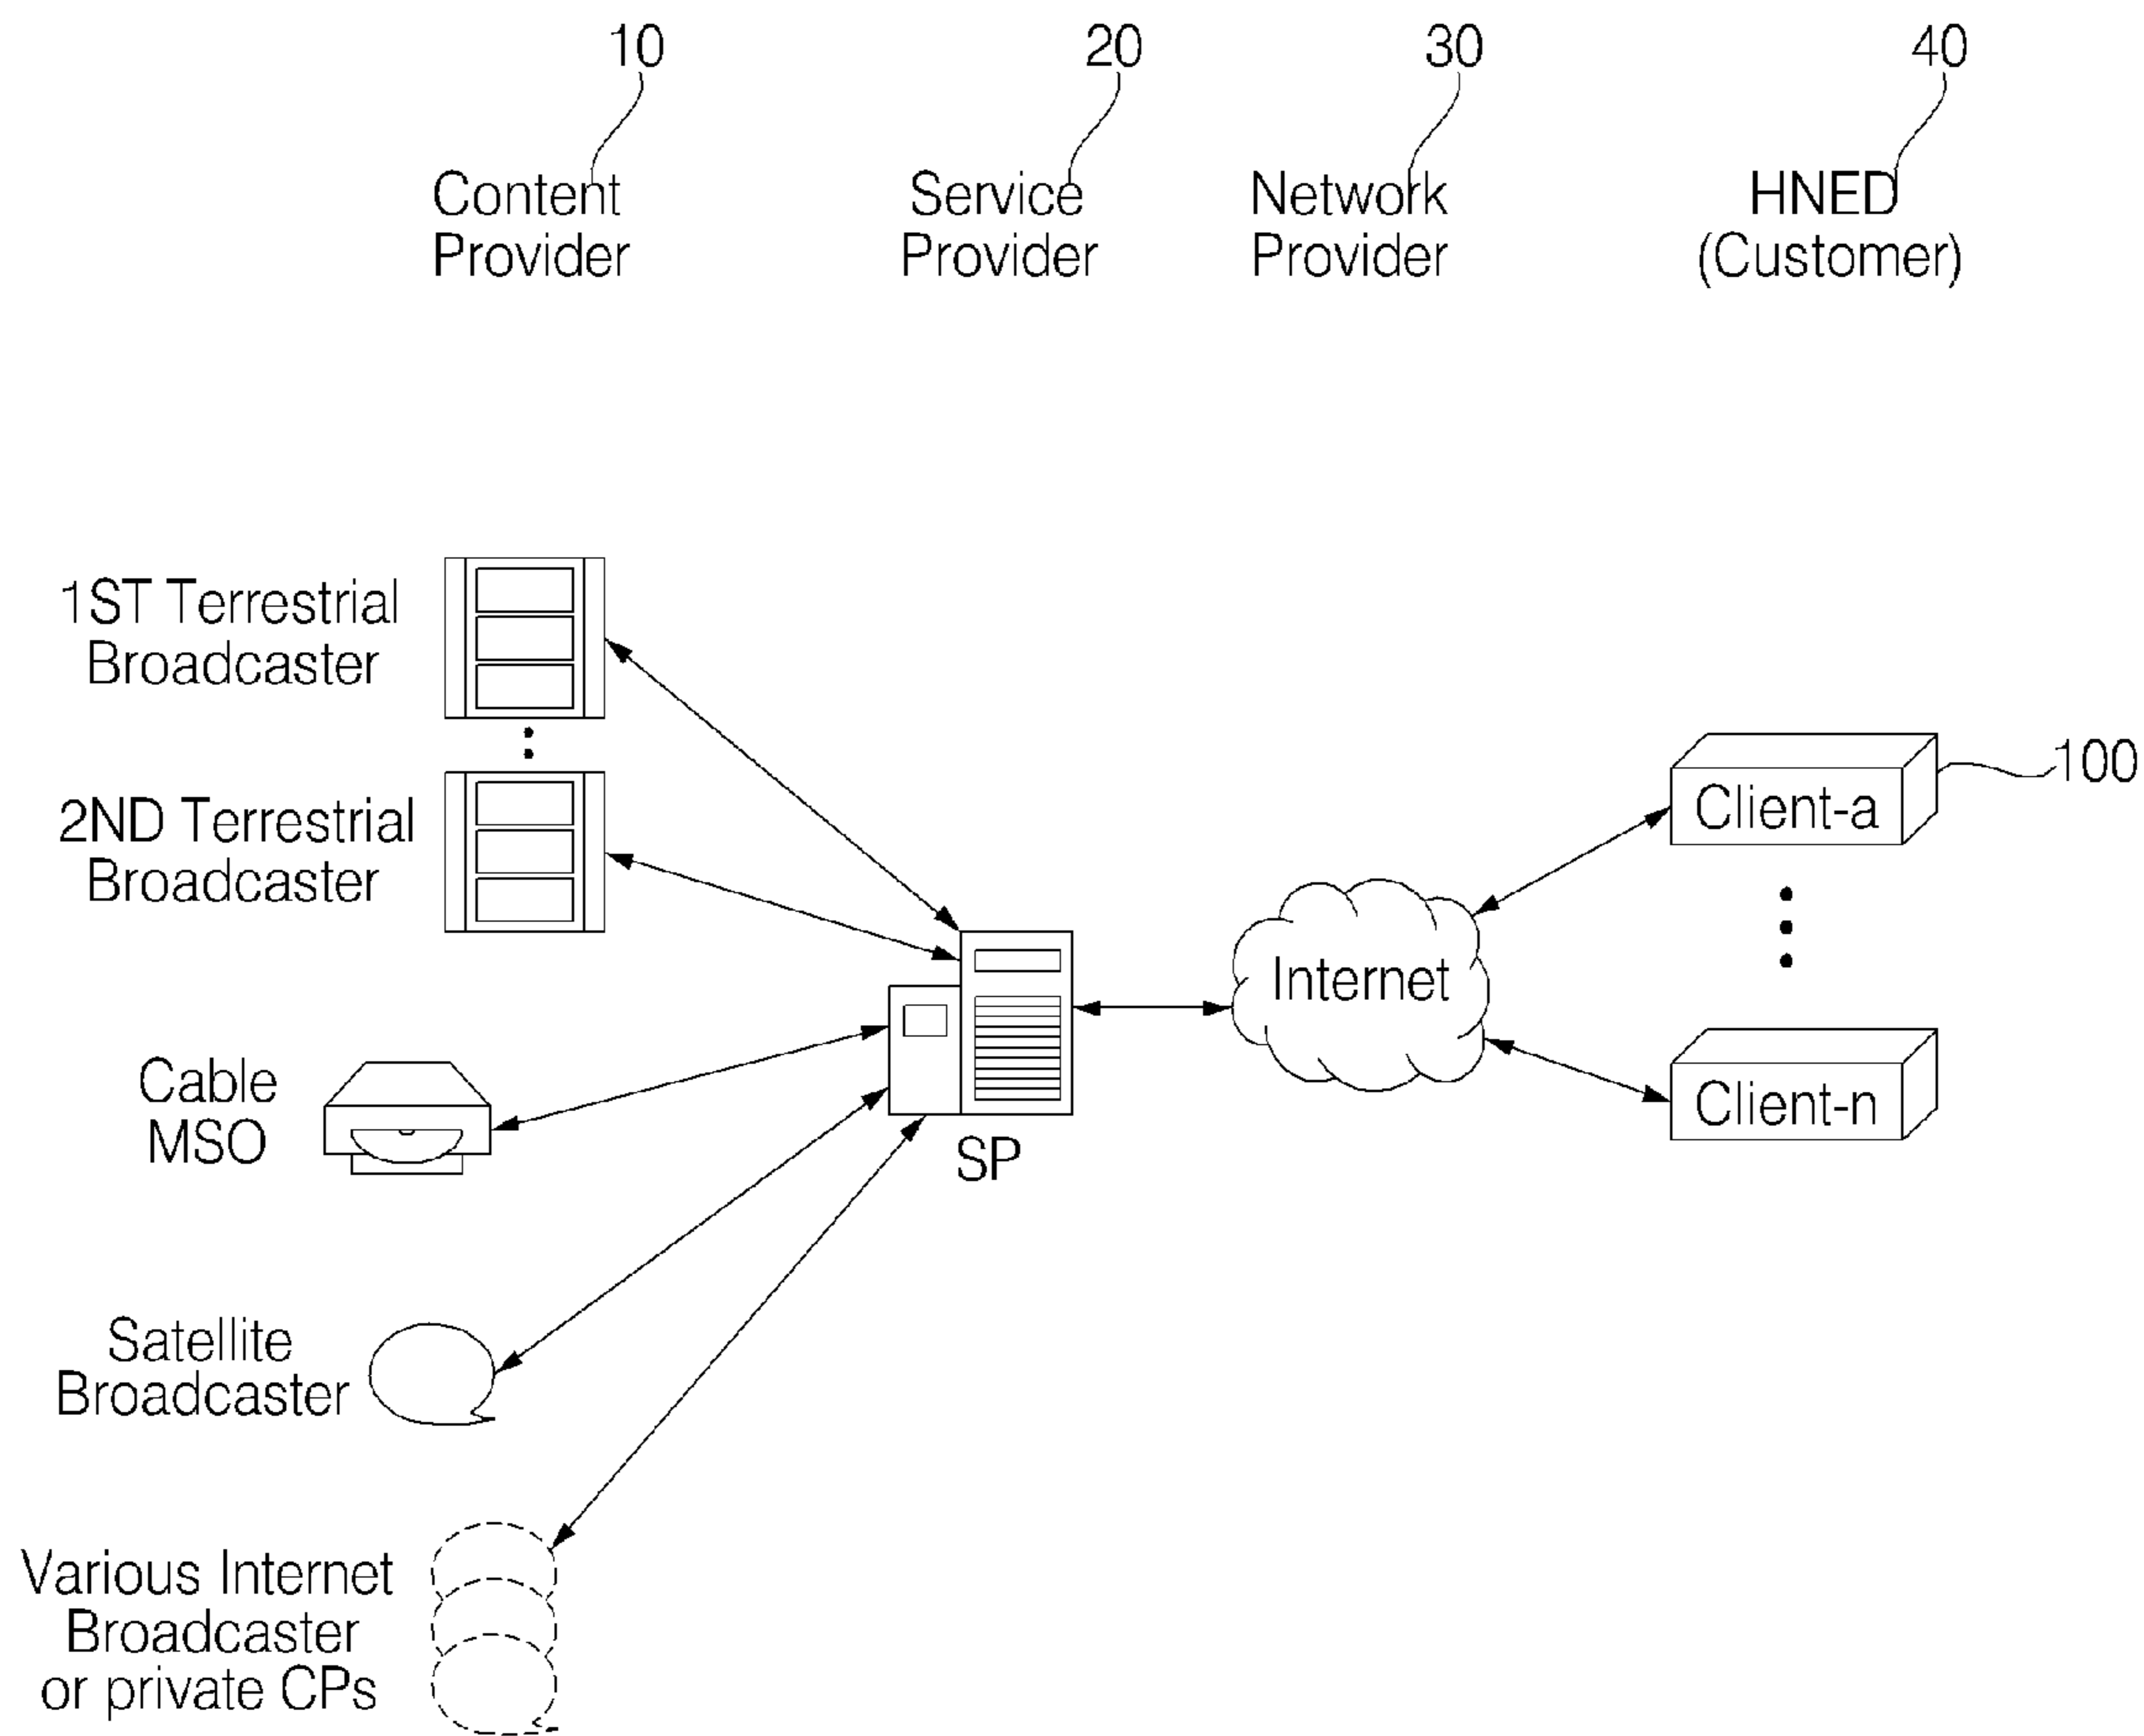 10
20
30
40
Content
Provider
Service
Provider
Network
Provider
HNED
(Customer)
1ST Terrestrial
Broadcaster
2ND Terrestrial
Broadcaster
Cable
MSO
Satellite
Broadcaster
Various Internet
Broadcaster
or private CPs
SP
Internet
Client-a
100
Client-n